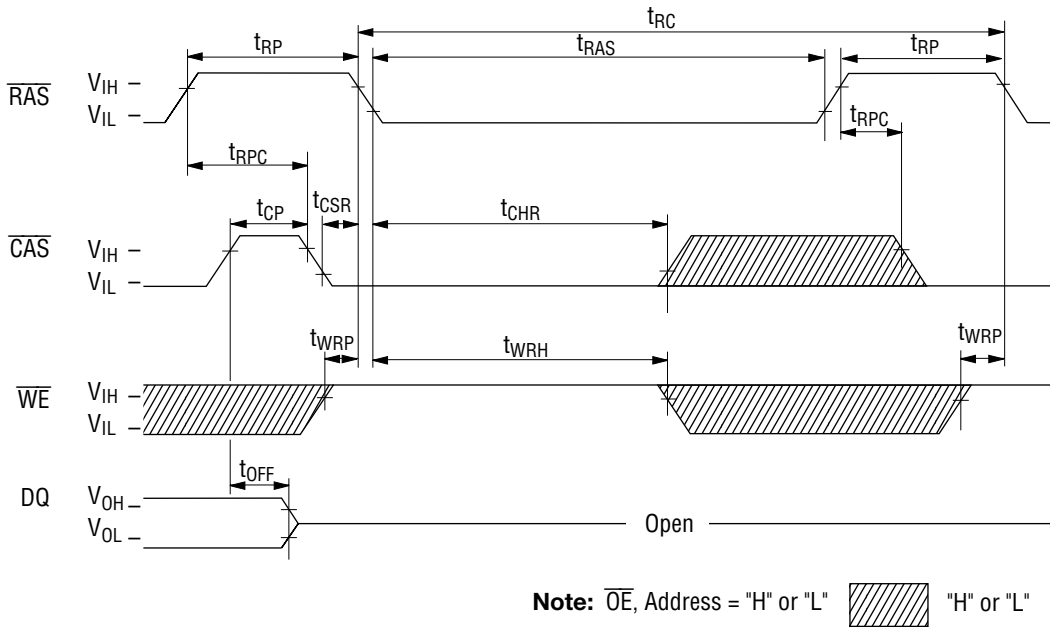 tRC
tRP
tRAS
tRP
RAS
VIH
VIL
tRPC
tRPC
tCP
tCSR
tCHR
CAS
VIH
VIL
tWRP
tWRH
tWRP
WE
VIH
VIL
tOFF
DQ
VOH
VOL
Open
Note: OE, Address = "H" or "L"
"H" or "L"